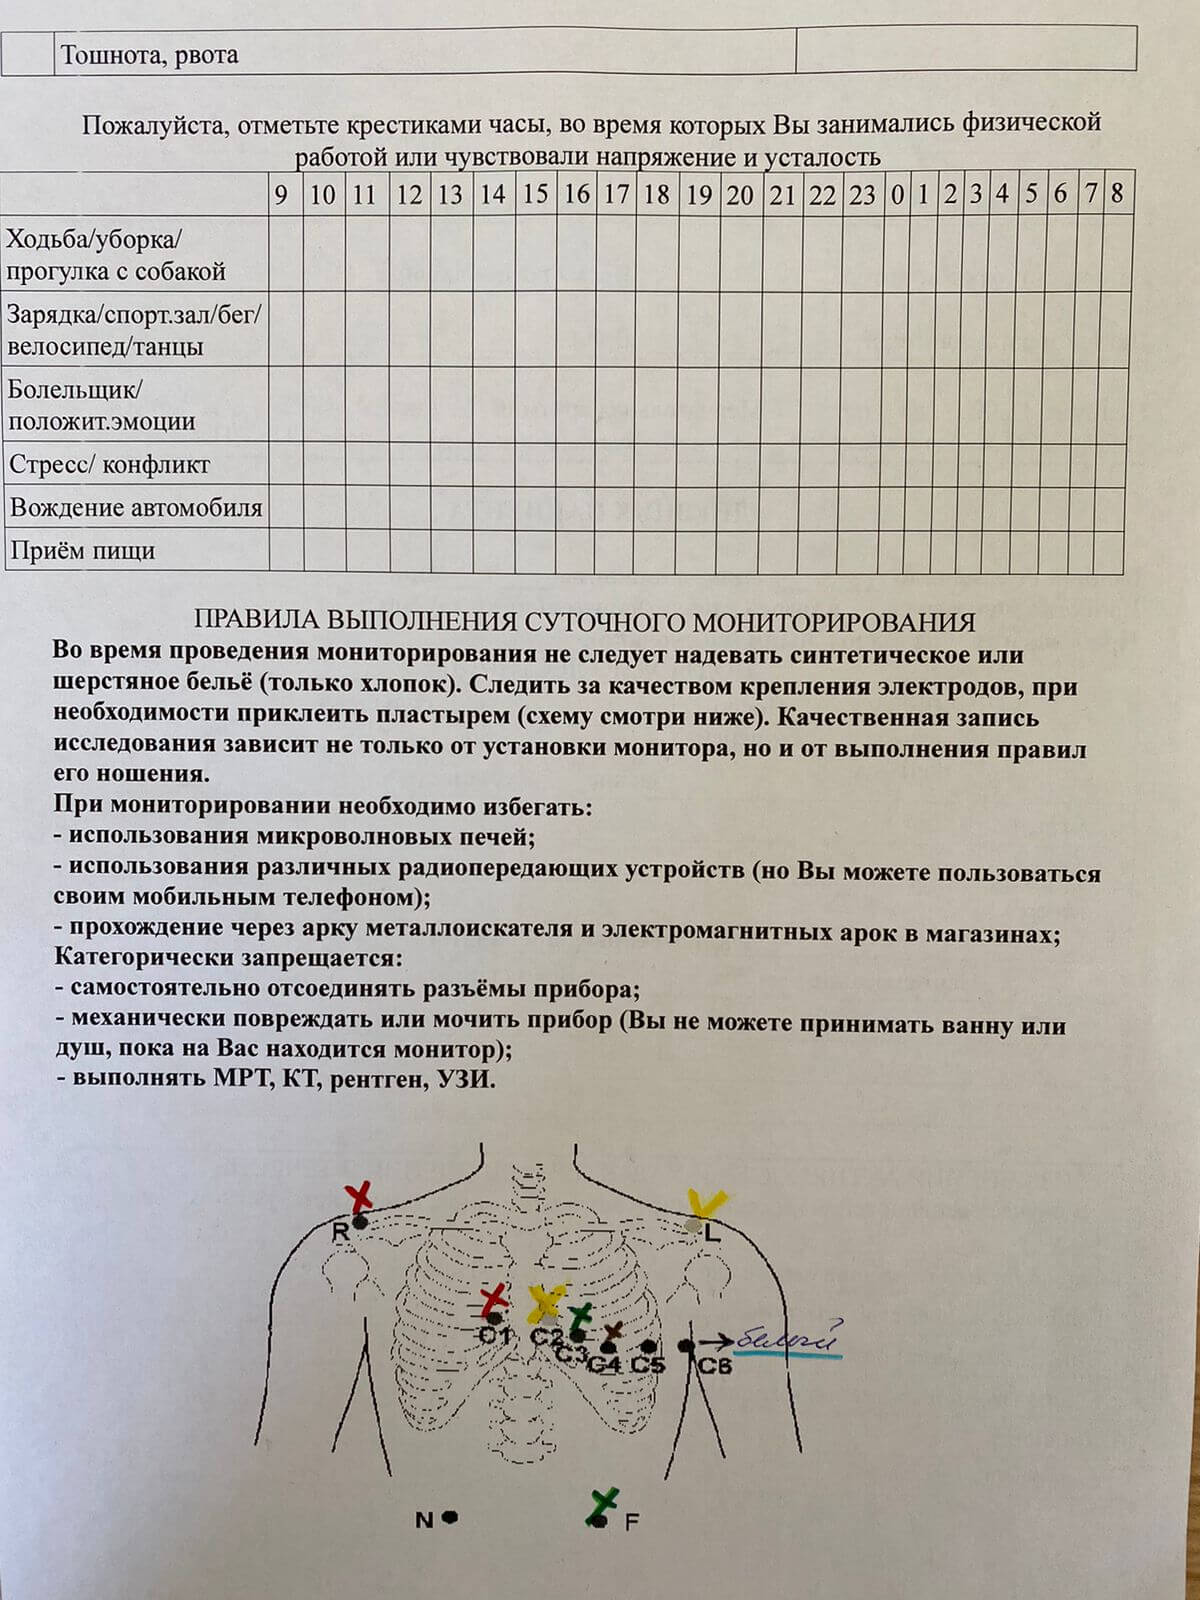 Тошнота, рвота
Пожалуйста, отметьте крестиками часы, во время которых Вы занимались физической
работой или чувствовали напряжение и усталость
9 10 11 12 13 14 15 16 17 18 19 20 21 22 23 0 1 2 3 4 5 6 7 8
Ходьба/уборка/
прогулка с собакой
Зарядка/спорт.зал/бег/
велосипед/танцы
Болельщик/
положит.эмоции
Стресс/ конфликт
Вождение автомобиля
Приём пищи
ПРАВИЛА ВЫПОЛНЕНИЯ СУТОЧНОГО МОНИТОРИРОВАНИЯ
Во время проведения мониторирования не следует надевать синтетическое или
шерстяное бельё (только хлопок). Следить за качеством крепления электродов, при
необходимости приклеить пластырем (схему смотри ниже). Качественная запись
исследования зависит не только от установки монитора, но и от выполнения правил
его ношения.
При мониторировании необходимо избегать:
- использования микроволновых печей;
- использования различных радиопередающих устройств (но Вы можете пользоваться
своим мобильным телефоном);
- прохождение через арку металлоискателя и электромагнитных арок в магазинах;
Категорически запрещается:
- самостоятельно отсоединять разъёмы прибора;
- механически повреждать или мочить прибор (Вы не можете принимать ванну или
душ, пока на Вас находится монитор);
- выполнять МРТ, КТ, рентген, УЗИ.
R L
C1 C2 C3 C4 C5 C6 белый
N F